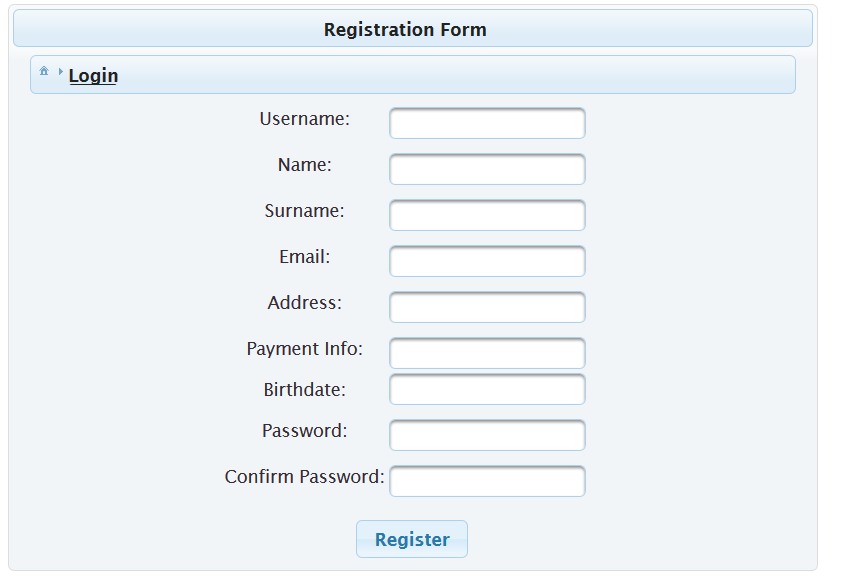 Registration Form
Login
Username:
Name:
Surname:
Email:
Address:
Payment Info:
Birthdate:
Password:
Confirm Password:
Register